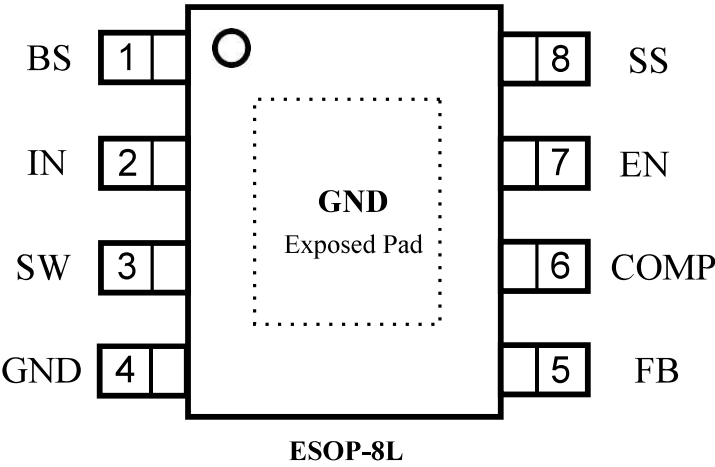 BS 1 8 SS
IN 2 7 EN
GND
Exposed Pad
SW 3 6 COMP
GND 4 5 FB
ESOP-8L